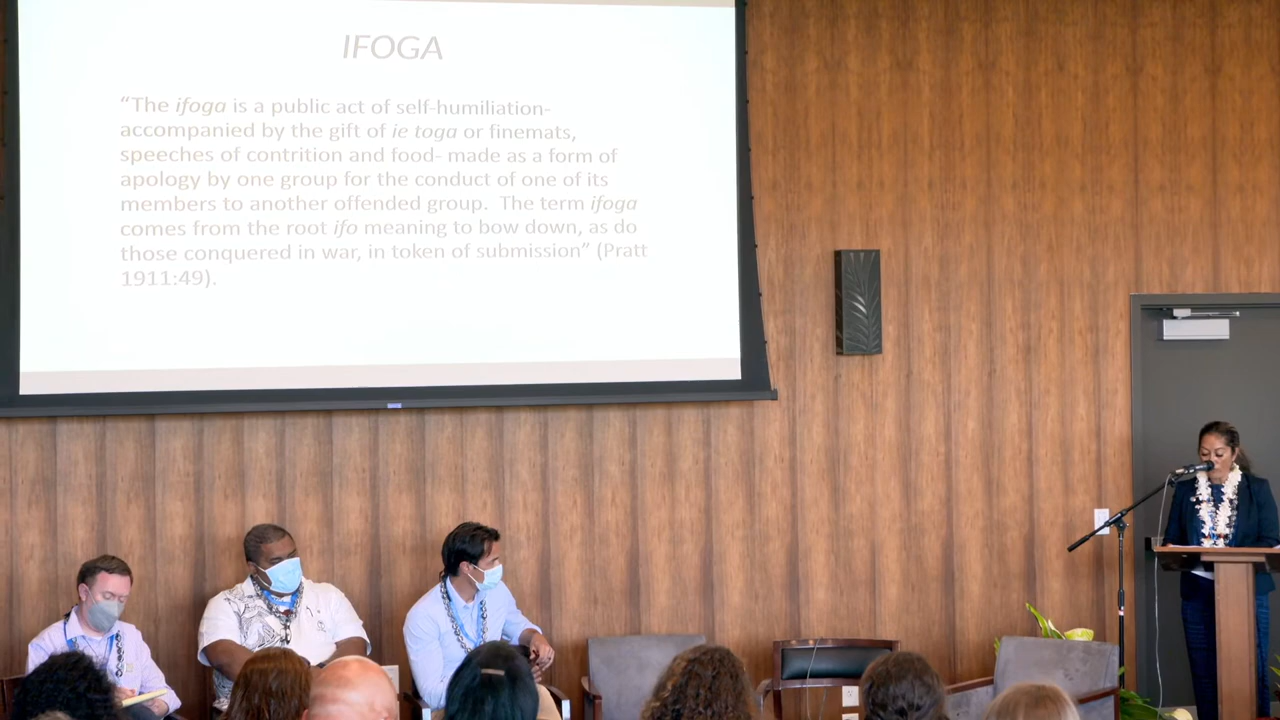 IFOGA
“The ifoga is a public act of self-humiliation-
accompanied by the gift of ie toga or finemats,
speeches of contrition and food- made as a form of
apology by one group for the conduct of one of its
members to another offended group.  The term ifoga
comes from the root ifo meaning to bow down, as do
those conquered in war, in token of submission” (Pratt
1911:49).